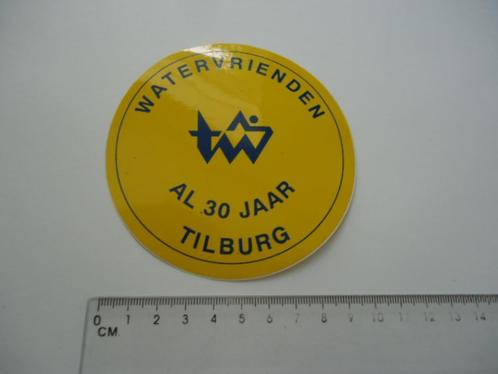 WATERVRIENDEN
tw
AL 30 JAAR
TILBURG
0 1 2 3 4 5 6 7 8 9 10 11 12 13 14
CM.